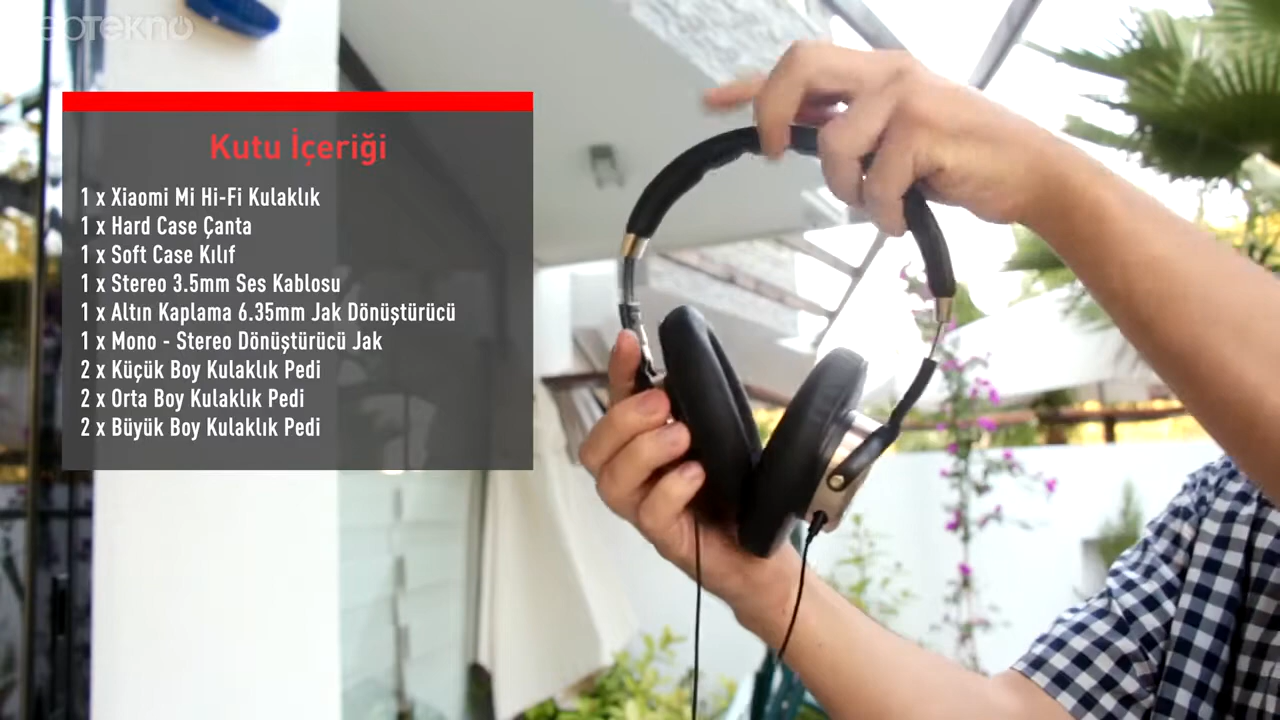 Kutu İçeriği
1 x Xiaomi Mi Hi-Fi Kulaklık
1 x Hard Case Çanta
1 x Soft Case Kılıf
1 x Stereo 3.5mm Ses Kablosu
1 x Altın Kaplama 6.35mm Jak Dönüştürücü
1 x Mono - Stereo Dönüştürücü Jak
2 x Küçük Boy Kulaklık Pedi
2 x Orta Boy Kulaklık Pedi
2 x Büyük Boy Kulaklık Pedi